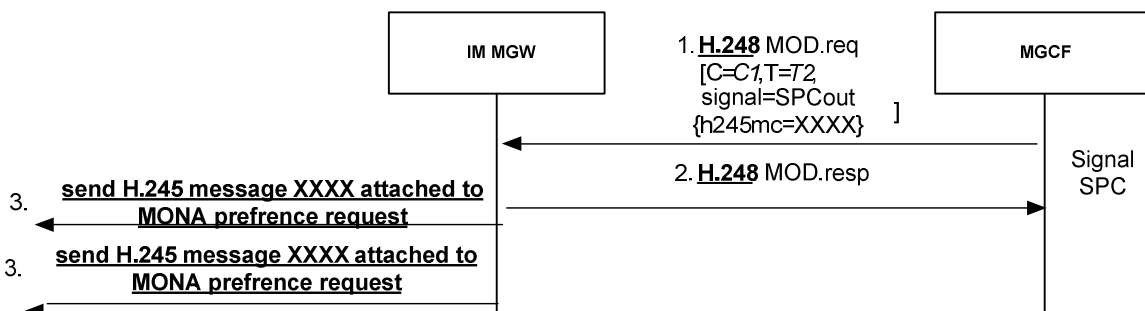 IM MGW
MGCF
1. H.248 MOD.req
[C=C1,T=T2,
signal=SPCout
{h245mc=XXXX} ]
2. H.248 MOD.resp
Signal
SPC
3. send H.245 message XXXX attached to
MONA prefrence request
3. send H.245 message XXXX attached to
MONA prefrence request